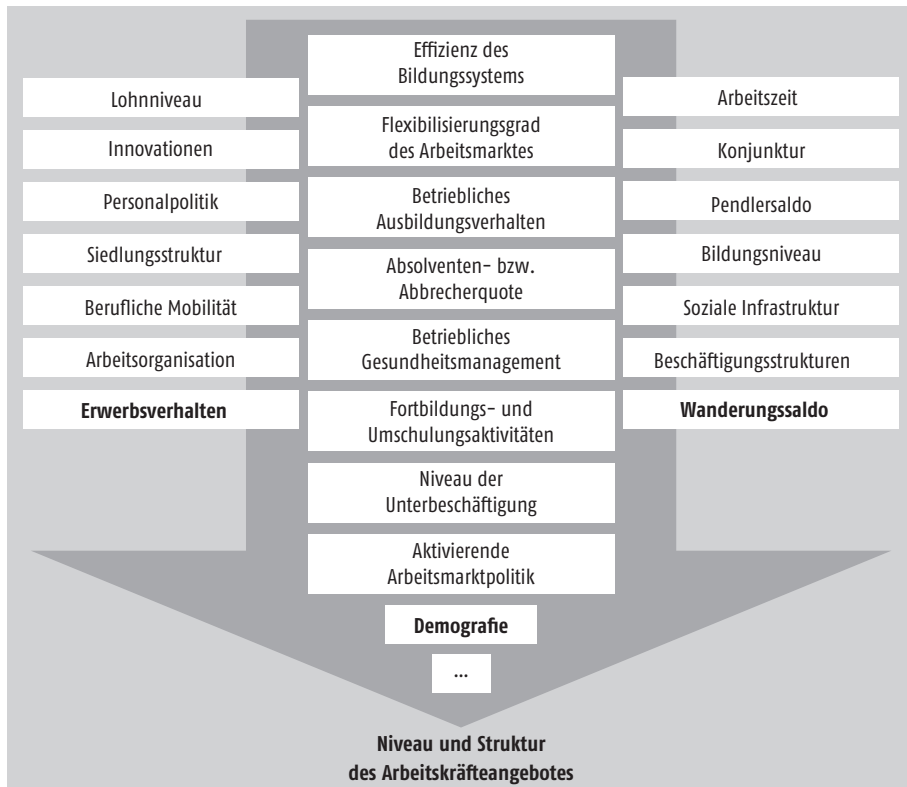 Effizienz des
Bildungssystems
Lohnniveau
Arbeitszeit
Flexibilisierungsgrad
des Arbeitsmarktes
Innovationen
Konjunktur
Personalpolitik
Betriebliches
Ausbildungsverhalten
Pendlersaldo
Siedlungsstruktur
Absolventen- bzw.
Abbrecherquote
Bildungsniveau
Berufliche Mobilität
Betriebliches
Gesundheitsmanagement
Soziale Infrastruktur
Arbeitsorganisation
Beschäftigungsstrukturen
Erwerbsverhalten
Fortbildungs- und
Umschulungsaktivitäten
Wanderungssaldo
Niveau der
Unterbeschäftigung
Aktivierende
Arbeitsmarktpolitik
Demografie
...
Niveau und Struktur
des Arbeitskräfteangebotes